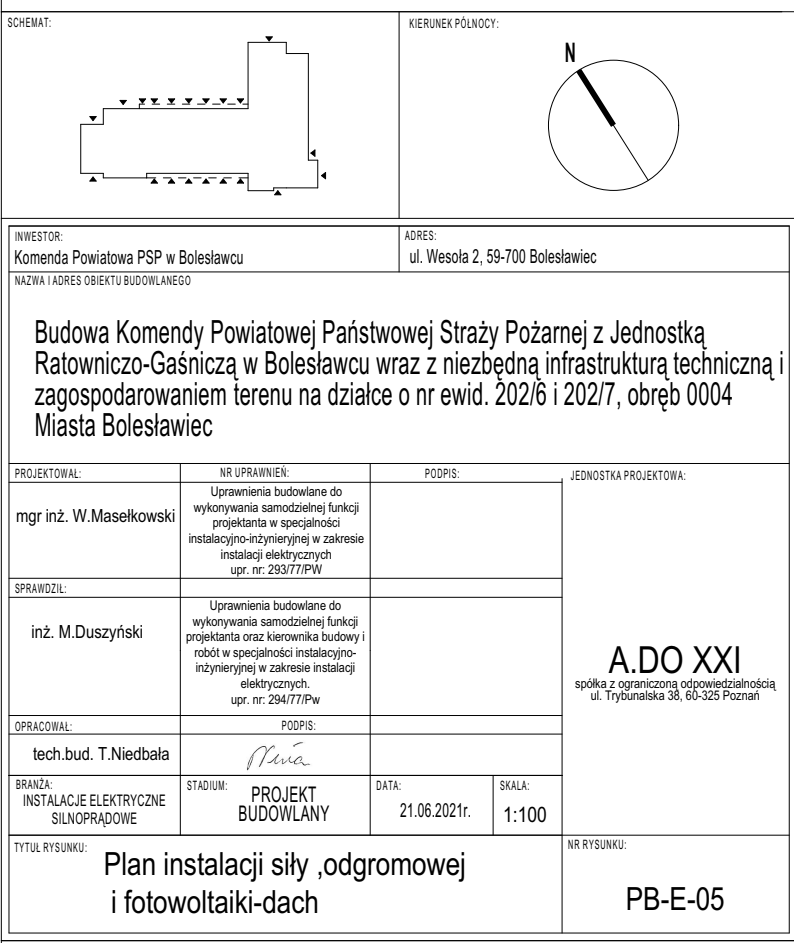 SCHEMAT:
KIERUNEK PÓŁNOCY:
N
INWESTOR:
Komenda Powiatowa PSP w Bolesławcu
ADRES:
ul. Wesoła 2, 59-700 Bolesławiec
NAZWA I ADRES OBIEKTU BUDOWLANEGO
Budowa Komendy Powiatowej Państwowej Straży Pożarnej z Jednostką
Ratowniczo-Gaśniczą w Bolesławcu wraz z niezbędną infrastrukturą techniczną i
zagospodarowaniem terenu na działce o nr ewid. 202/6 i 202/7, obręb 0004
Miasta Bolesławiec
PROJEKTOWAŁ:
NR UPRAWNIEŃ:
PODPIS:
JEDNOSTKA PROJEKTOWA:
mgr inż. W.Masełkowski
Uprawnienia budowlane do
wykonywania samodzielnej funkcji
projektanta w specjalności
instalacyjno-inżynieryjnej w zakresie
instalacji elektrycznych
upr. nr: 293/77/PW
SPRAWDZIŁ:
inż. M.Duszyński
Uprawnienia budowlane do
wykonywania samodzielnej funkcji
projektanta oraz kierownika budowy i
robót w specjalności instalacyjno-
inżynieryjnej w zakresie instalacji
elektrycznych.
upr. nr: 294/77/Pw
A.DO XXI
spółka z ograniczoną odpowiedzialnością
ul. Trybunalska 38, 60-325 Poznań
OPRACOWAŁ:
PODPIS:
tech.bud. T.Niedbała
BRANŻA:
INSTALACJE ELEKTRYCZNE
SILNOPRĄDOWE
STADIUM:
PROJEKT
BUDOWLANY
DATA:
21.06.2021r.
SKALA:
1:100
TYTUŁ RYSUNKU:
Plan instalacji siły ,odgromowej
i fotowoltaiki-dach
NR RYSUNKU:
PB-E-05